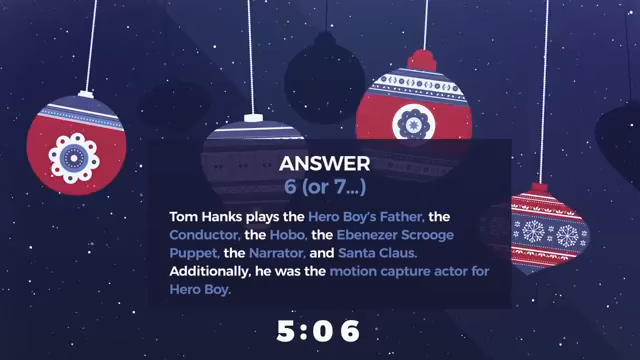 ANSWER
6 (or 7...)
Tom Hanks plays the Hero Boy's Father, the
Conductor, the Hobo, the Ebenezer Scrooge
Puppet, the Narrator, and Santa Claus.
Additionally, he was the motion capture actor for
Hero Boy.
5:06